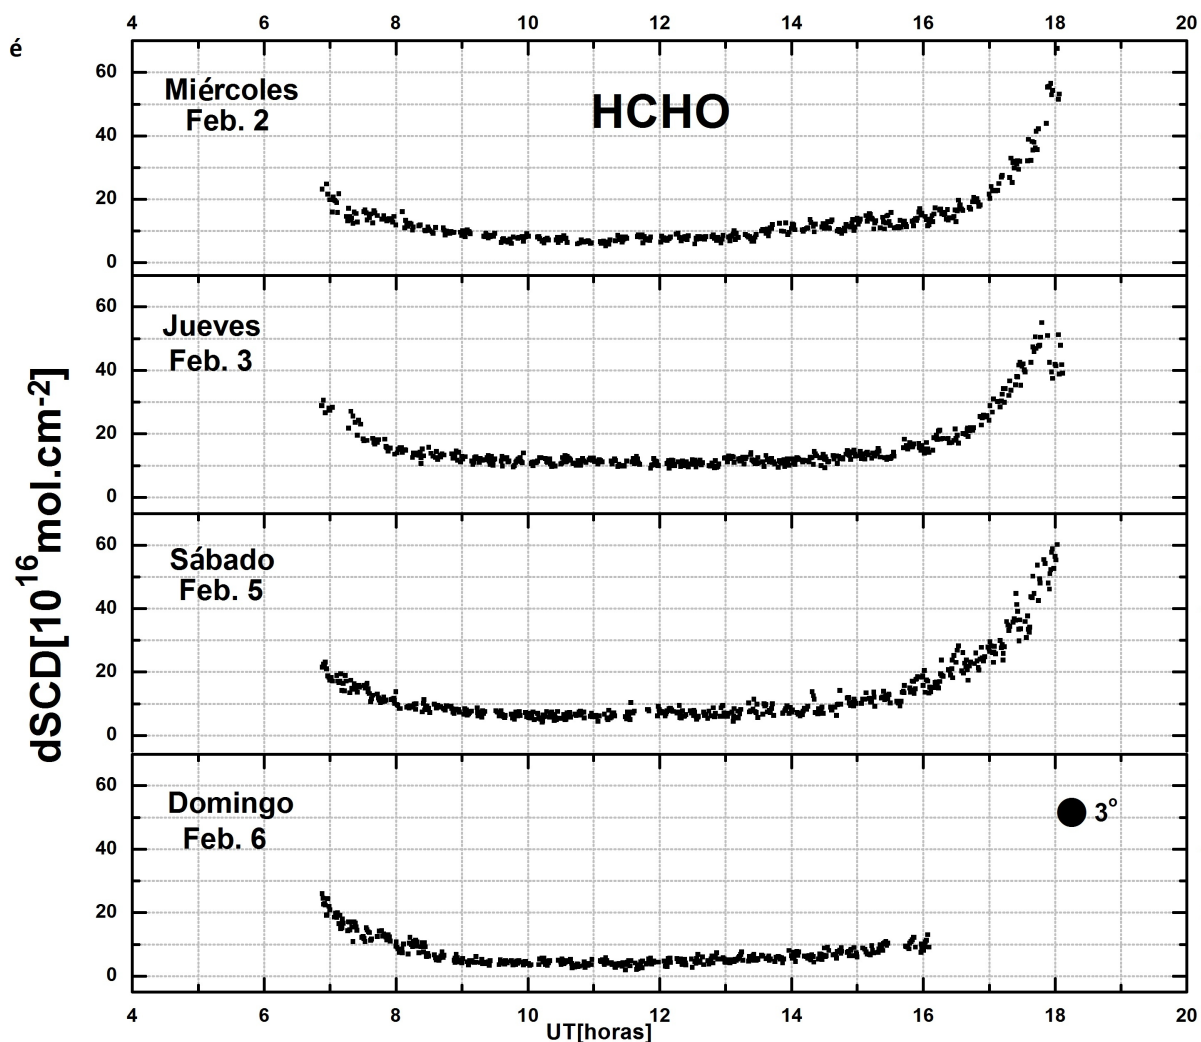 4 6 8 10 12 14 16 18 20
é
60
Miércoles
Feb. 2
HCHO
40
20
0
60
Jueves
Feb. 3
40
20
0
60
Sábado
Feb. 5
40
20
0
60
Domingo
Feb. 6
3°
40
20
0
dSCD[10¹⁶mol.cm⁻²]
4 6 8 10 12 14 16 18 20
UT[horas]